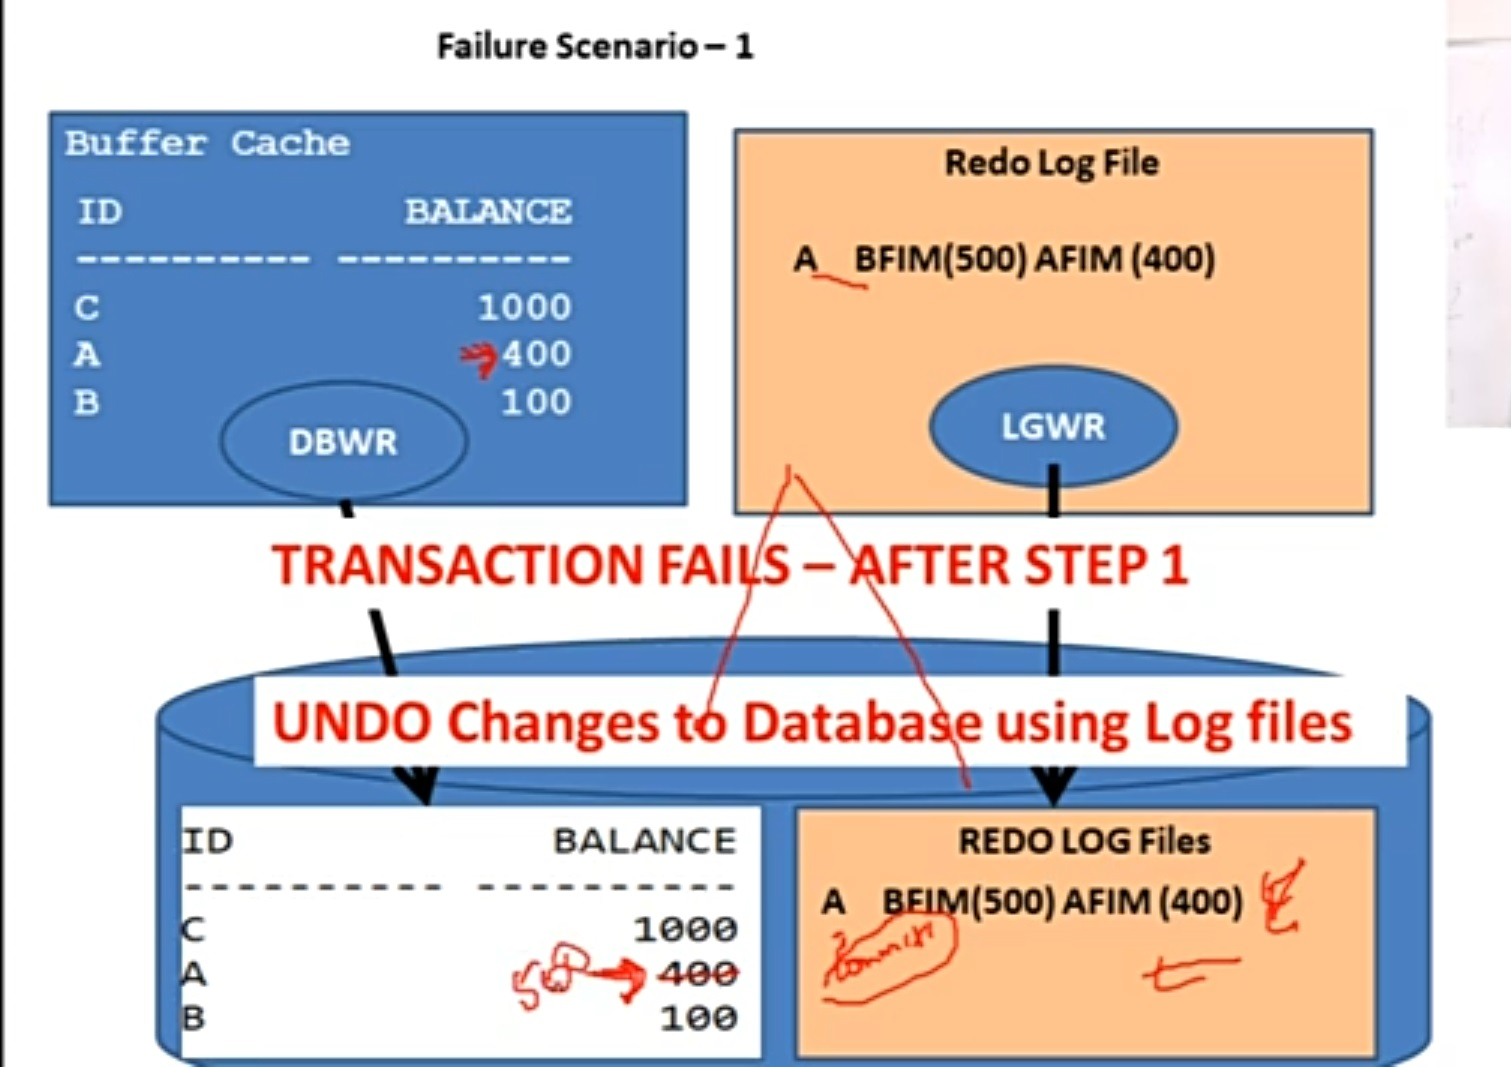 Failure Scenario – 1
Buffer Cache
ID BALANCE
---------- ----------
C 1000
A 400
B 100
DBWR
Redo Log File
A BFIM(500) AFIM (400)
LGWR
TRANSACTION FAILS – AFTER STEP 1
UNDO Changes to Database using Log files
ID BALANCE
---------- ----------
C 1000
A 500 400
B 100
REDO LOG Files
A BFIM(500) AFIM (400)
Commit